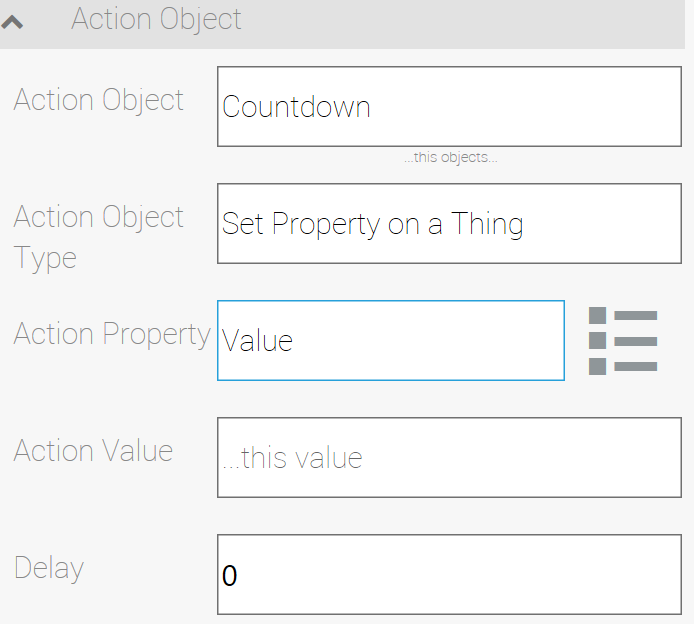 Action Object
Action Object
Countdown
...this objects...
Action Object
Type
Set Property on a Thing
Action Property
Value
Action Value
...this value
Delay
0